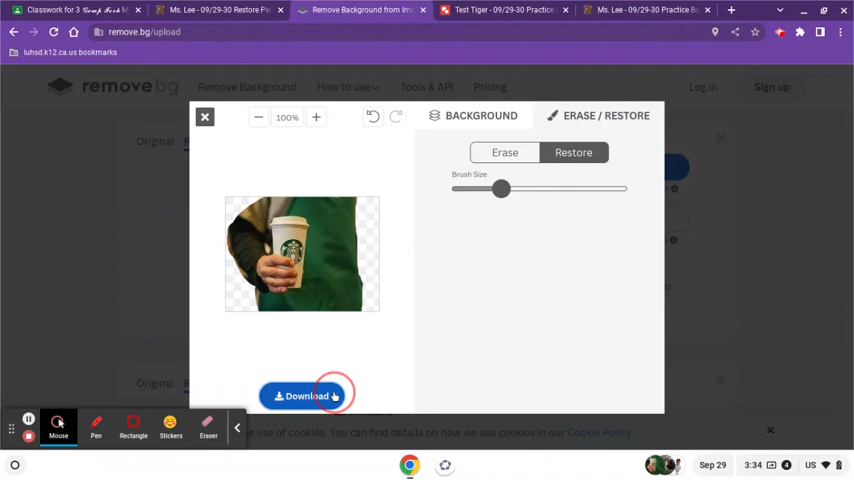 Classwork for 3 Comp Tech M
Ms. Lee - 09/29-30 Restore Per
Remove Background from Ima
Test Tiger - 09/29-30 Practice
Ms. Lee - 09/29-30 Practice Ba
remove.bg/upload
luhsd.k12.ca.us bookmarks
removebg
Remove Background
How to use
Tools & API
Pricing
Log in
Sign up
Original
100%
BACKGROUND
ERASE / RESTORE
Erase
Restore
Brush Size
Download
Original
Mouse
Pen
Rectangle
Stickers
Eraser
e use of cookies. You can find details on how we use cookies in our Cookie Policy.
Sep 29
3:34
4
US